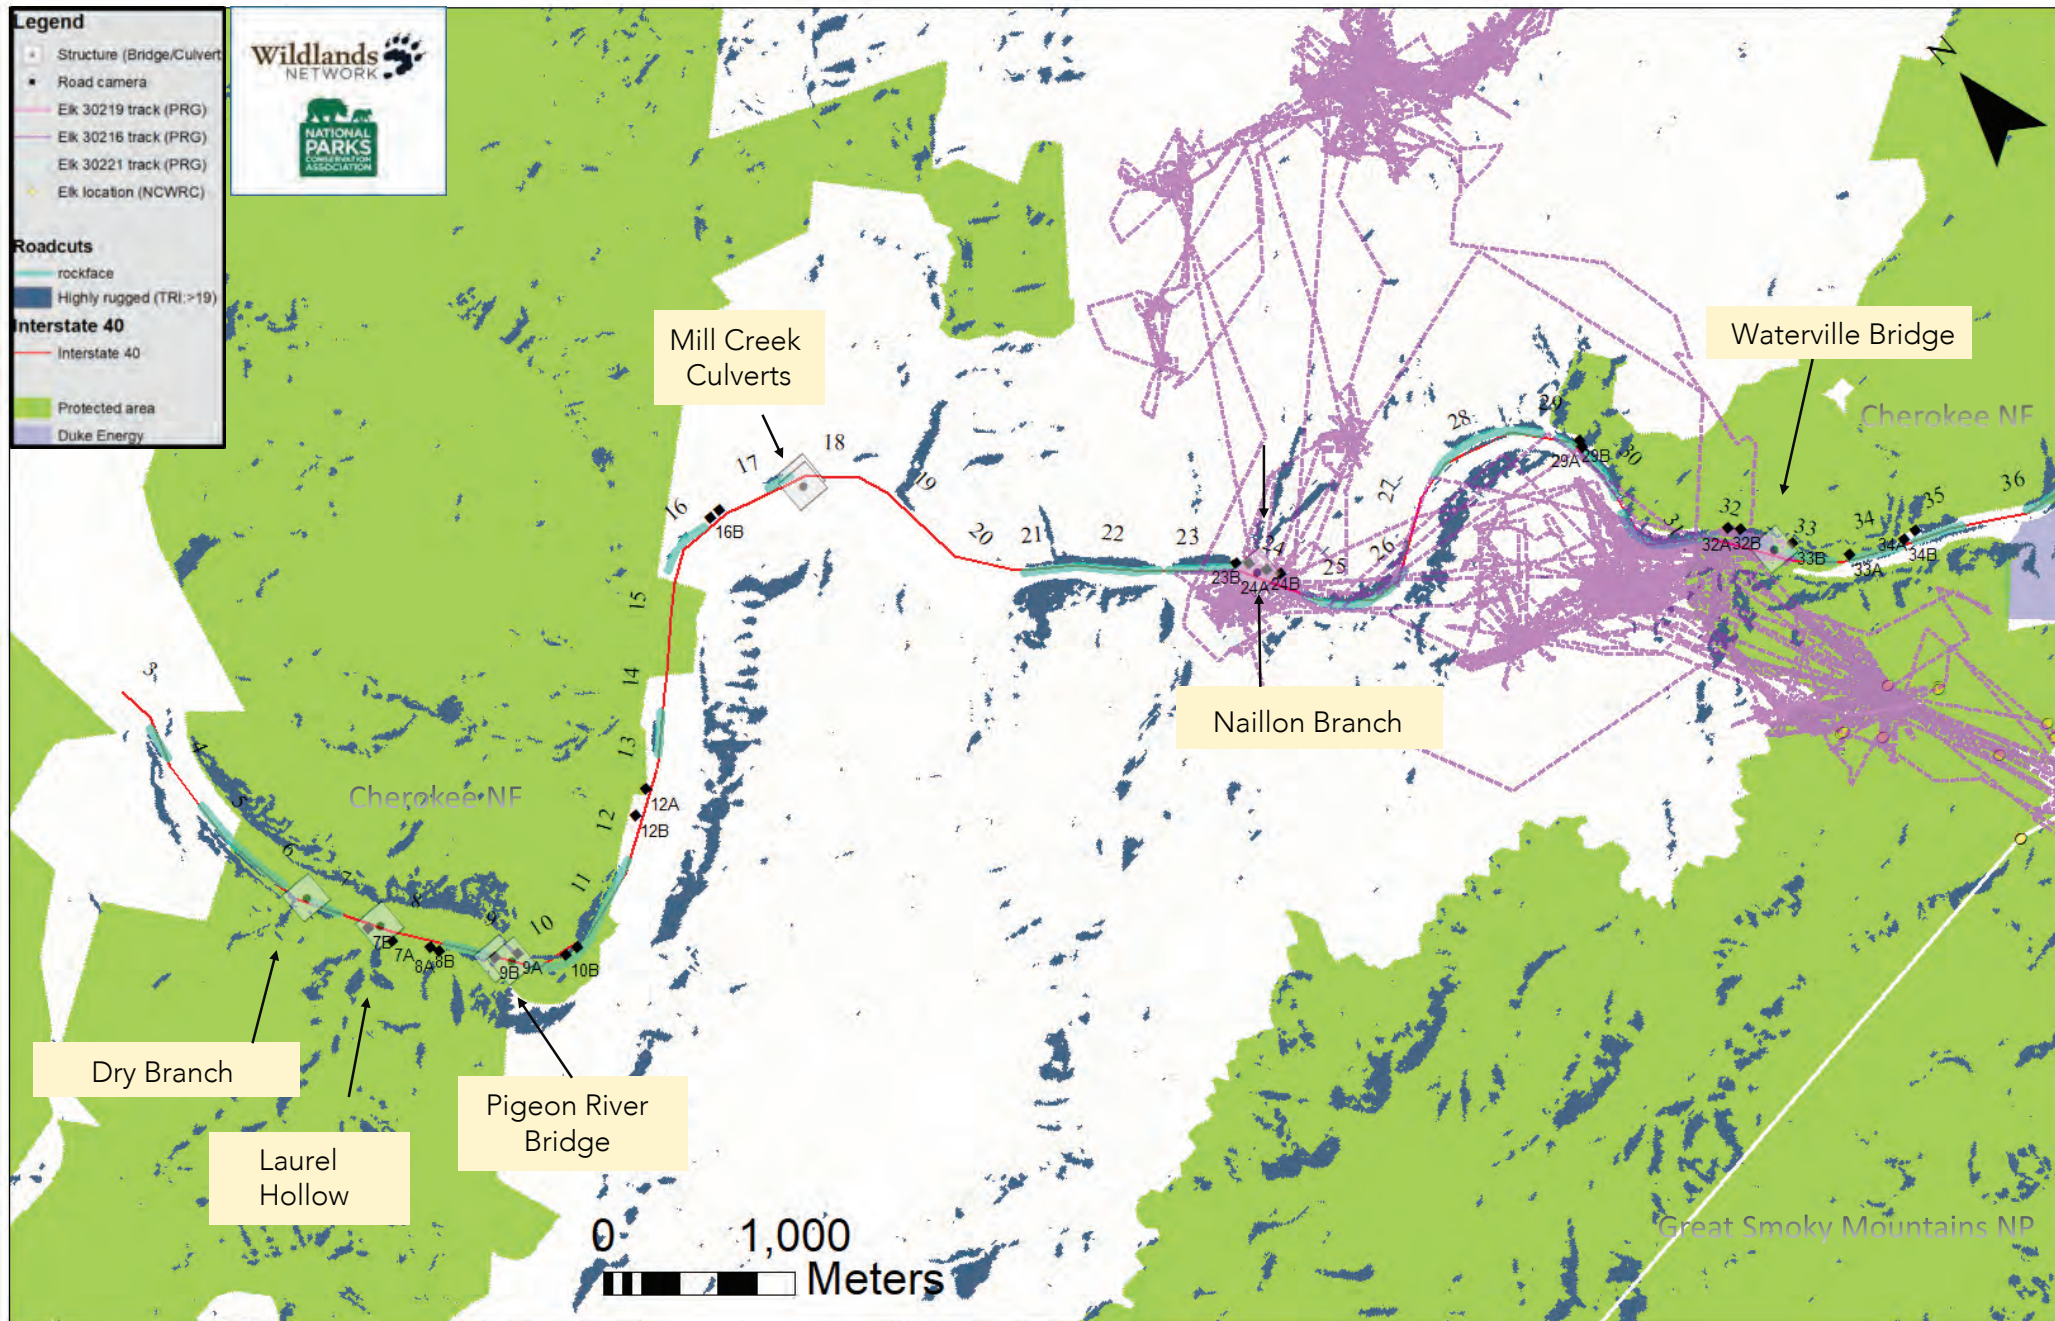 Legend
Structure (Bridge/Culvert
Road camera
Elk 30219 track (PRG)
Elk 30216 track (PRG)
Elk 30221 track (PRG)
Elk location (NCWRC)
Roadcuts
rockface
Highly rugged (TRI:>19)
Interstate 40
Interstate 40
Protected area
Duke Energy
Wildlands
NETWORK
NATIONAL
PARKS
CONSERVATION
ASSOCIATION
N
Mill Creek
Culverts
Waterville Bridge
Cherokee NF
Naillon Branch
Cherokee NF
Dry Branch
Laurel
Hollow
Pigeon River
Bridge
Great Smoky Mountains NP
3
4
5
6
7
8
9
10
11
12
13
14
15
16
17
18
19
20
21
22
23
24
25
26
27
28
29
30
31
32
33
34
35
36
7B
7A
8A
8B
9B
9A
10B
12A
12B
16B
23B
24A
24B
29A
29B
32A
32B
33B
33A
34A
34B
0 1,000
Meters